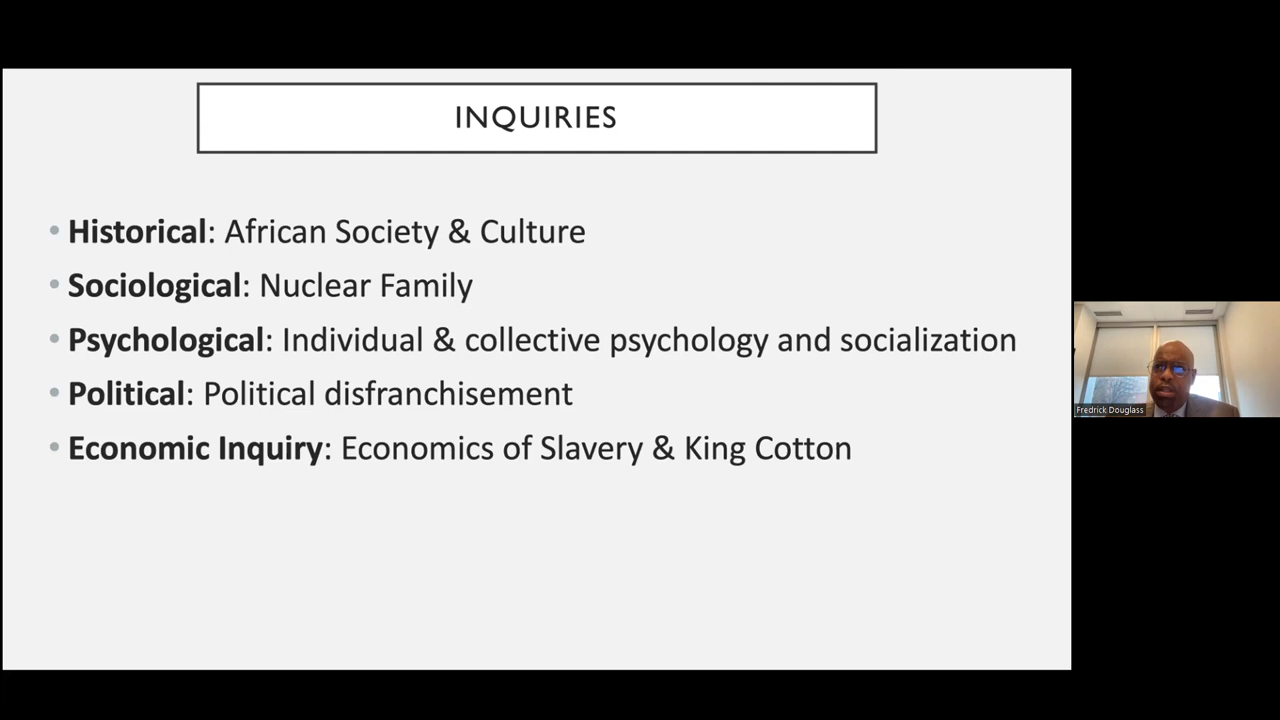 INQUIRIES
• Historical: African Society & Culture
• Sociological: Nuclear Family
• Psychological: Individual & collective psychology and socialization
• Political: Political disfranchisement
• Economic Inquiry: Economics of Slavery & King Cotton
Fredrick Douglass